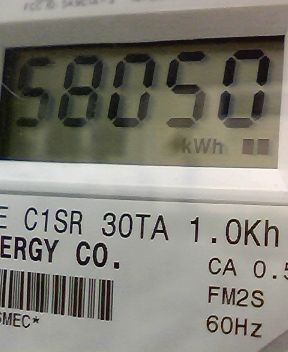 58050
kWh
E C1SR 30TA 1.0Kh
ERGY CO.
CA 0.5
FM2S
SMEC*
60Hz